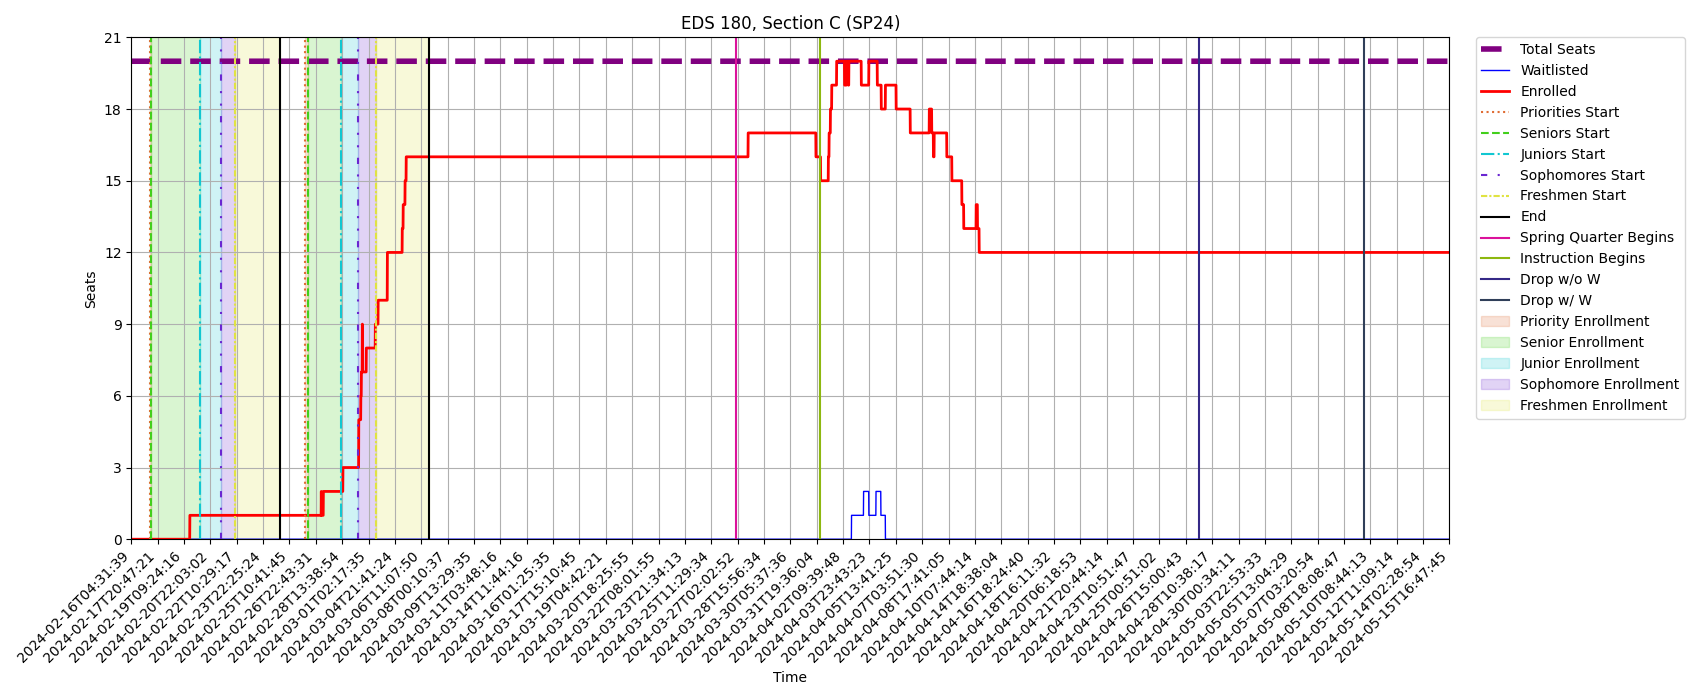 EDS 180, Section C (SP24)
21
18
15
12
9
6
3
0
Seats
2024-02-16T04:31:39
2024-02-17T20:47:21
2024-02-19T09:24:16
2024-02-20T22:03:02
2024-02-22T10:29:17
2024-02-23T22:25:24
2024-02-25T10:41:45
2024-02-26T22:43:31
2024-02-28T13:38:54
2024-03-01T02:17:35
2024-03-04T21:41:24
2024-03-06T11:07:50
2024-03-08T00:10:37
2024-03-09T13:29:35
2024-03-11T03:48:16
2024-03-14T11:44:16
2024-03-16T01:25:35
2024-03-17T15:10:45
2024-03-19T04:42:21
2024-03-20T18:25:55
2024-03-22T08:01:55
2024-03-23T21:34:13
2024-03-25T11:29:34
2024-03-27T02:02:52
2024-03-28T15:56:34
2024-03-30T05:37:36
2024-03-31T19:36:04
2024-04-02T09:39:48
2024-04-03T23:43:23
2024-04-05T13:41:25
2024-04-07T03:51:30
2024-04-08T17:41:05
2024-04-10T07:44:14
2024-04-14T18:38:04
2024-04-16T18:24:40
2024-04-18T16:11:32
2024-04-20T06:18:53
2024-04-21T20:44:14
2024-04-23T10:51:47
2024-04-25T00:51:02
2024-04-26T15:00:43
2024-04-28T10:38:17
2024-04-30T00:34:11
2024-05-03T22:53:33
2024-05-05T13:04:29
2024-05-07T03:20:54
2024-05-08T18:08:47
2024-05-10T08:44:13
2024-05-12T11:09:14
2024-05-14T02:28:54
2024-05-15T16:47:45
Time
Total Seats
Waitlisted
Enrolled
Priorities Start
Seniors Start
Juniors Start
Sophomores Start
Freshmen Start
End
Spring Quarter Begins
Instruction Begins
Drop w/o W
Drop w/ W
Priority Enrollment
Senior Enrollment
Junior Enrollment
Sophomore Enrollment
Freshmen Enrollment